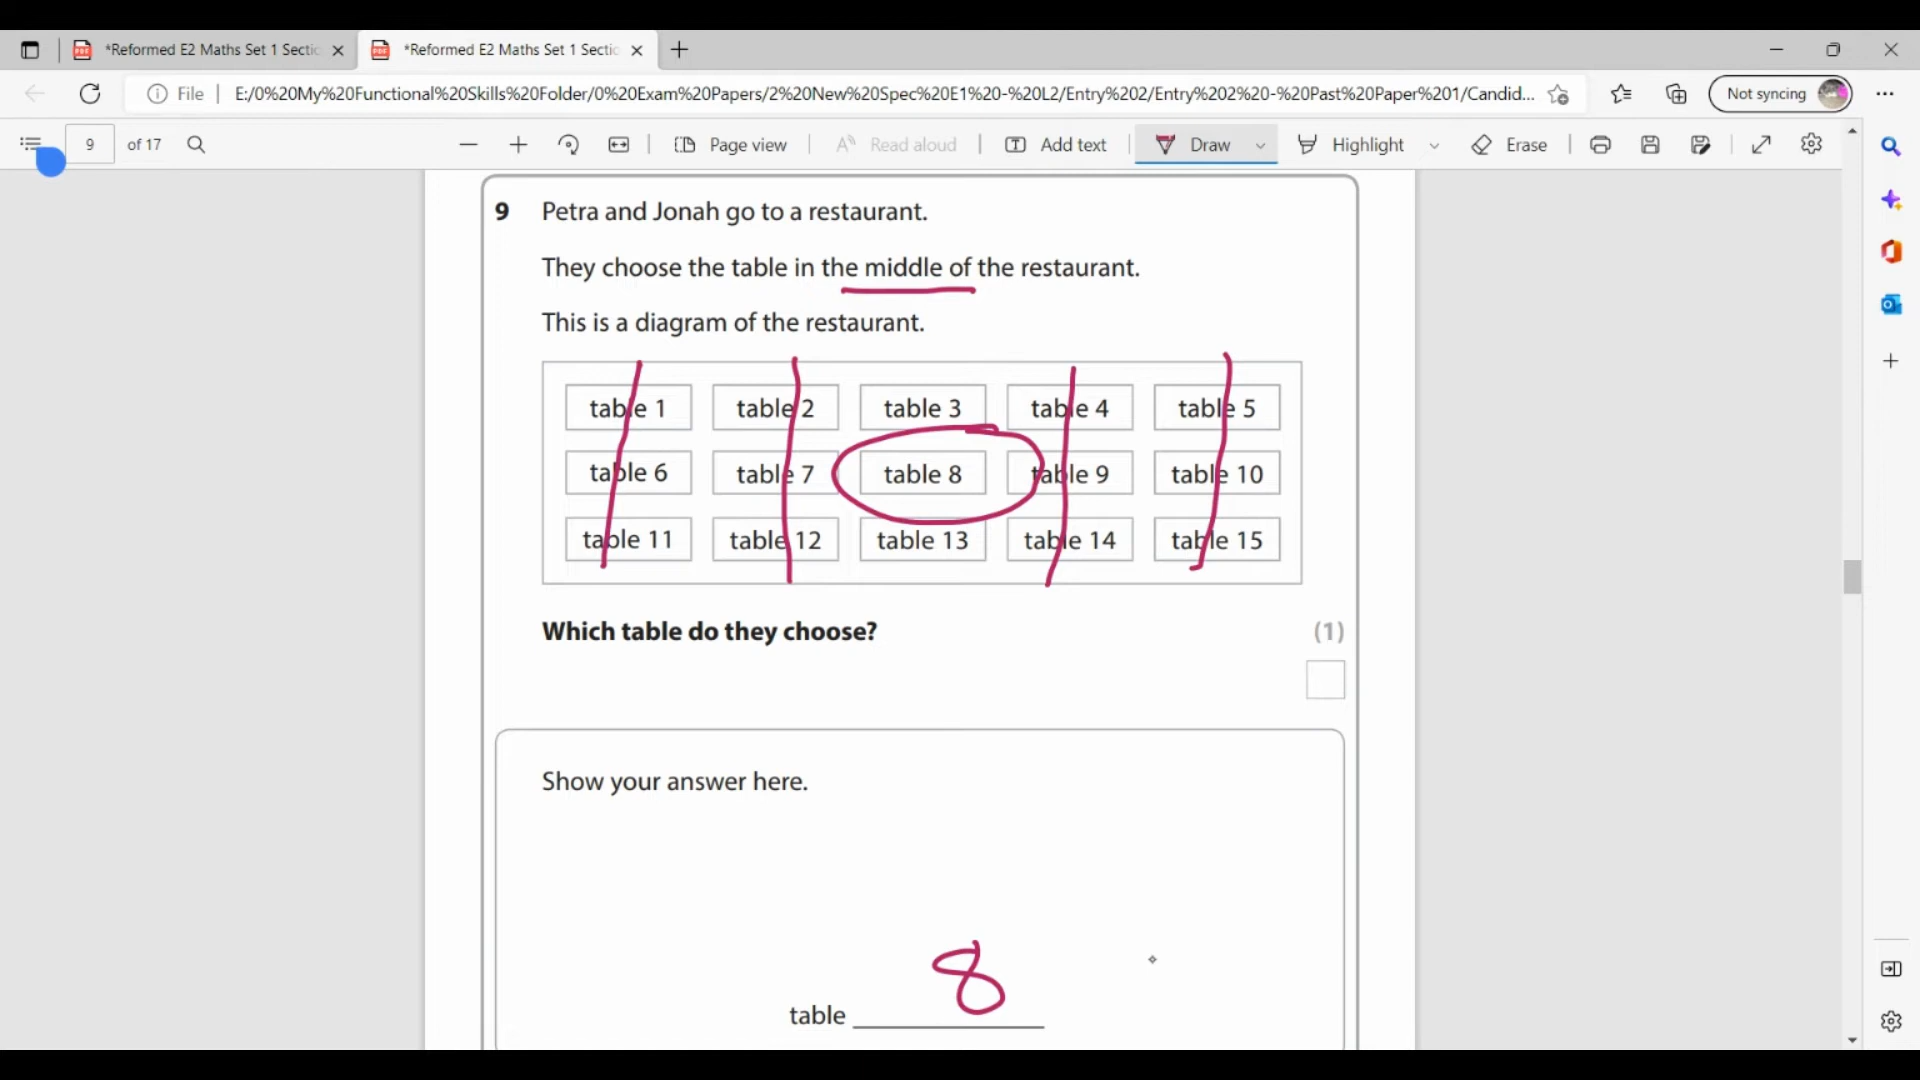 *Reformed E2 Maths Set 1 Sectio
*Reformed E2 Maths Set 1 Sectio
File
E:/0%20My%20Functional%20Skills%20Folder/0%20Exam%20Papers/2%20New%20Spec%20E1%20-%20L2/Entry%202/Entry%202%20-%20Past%20Paper%201/Candid...
Not syncing
9 of 17
Page view
Read aloud
Add text
Draw
Highlight
Erase
9 Petra and Jonah go to a restaurant.
They choose the table in the middle of the restaurant.
This is a diagram of the restaurant.
table 1 table 2 table 3 table 4 table 5
table 6 table 7 table 8 table 9 table 10
table 11 table 12 table 13 table 14 table 15
Which table do they choose? (1)
Show your answer here.
table 8